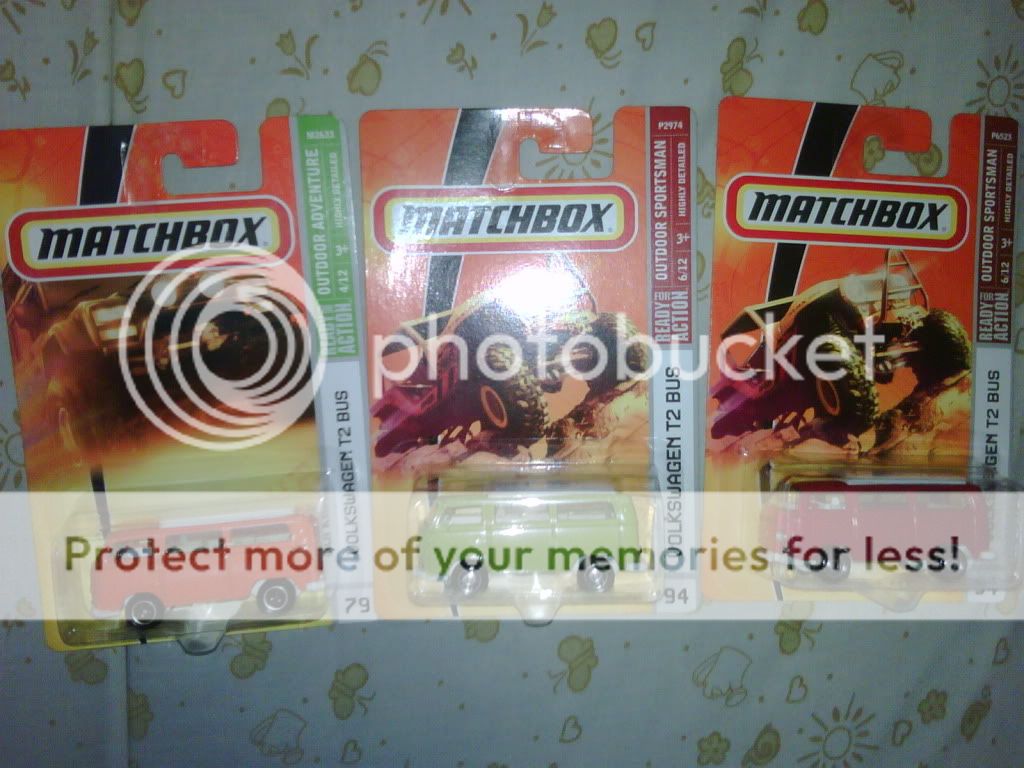 MATCHBOX
OUTDOOR ADVENTURE
4/12
HIGHLY DETAILED
ACTION
VOLKSWAGEN T2 BUS
79
MATCHBOX
P2974
OUTDOOR SPORTSMAN
6/12 3+ HIGHLY DETAILED
READY FOR
ACTION
VOLKSWAGEN T2 BUS
94
MATCHBOX
P6523
OUTDOOR SPORTSMAN
6/12 3+ HIGHLY DETAILED
READY FOR
ACTION
GEN T2 BUS
photobucket
Protect more of your memories for less!